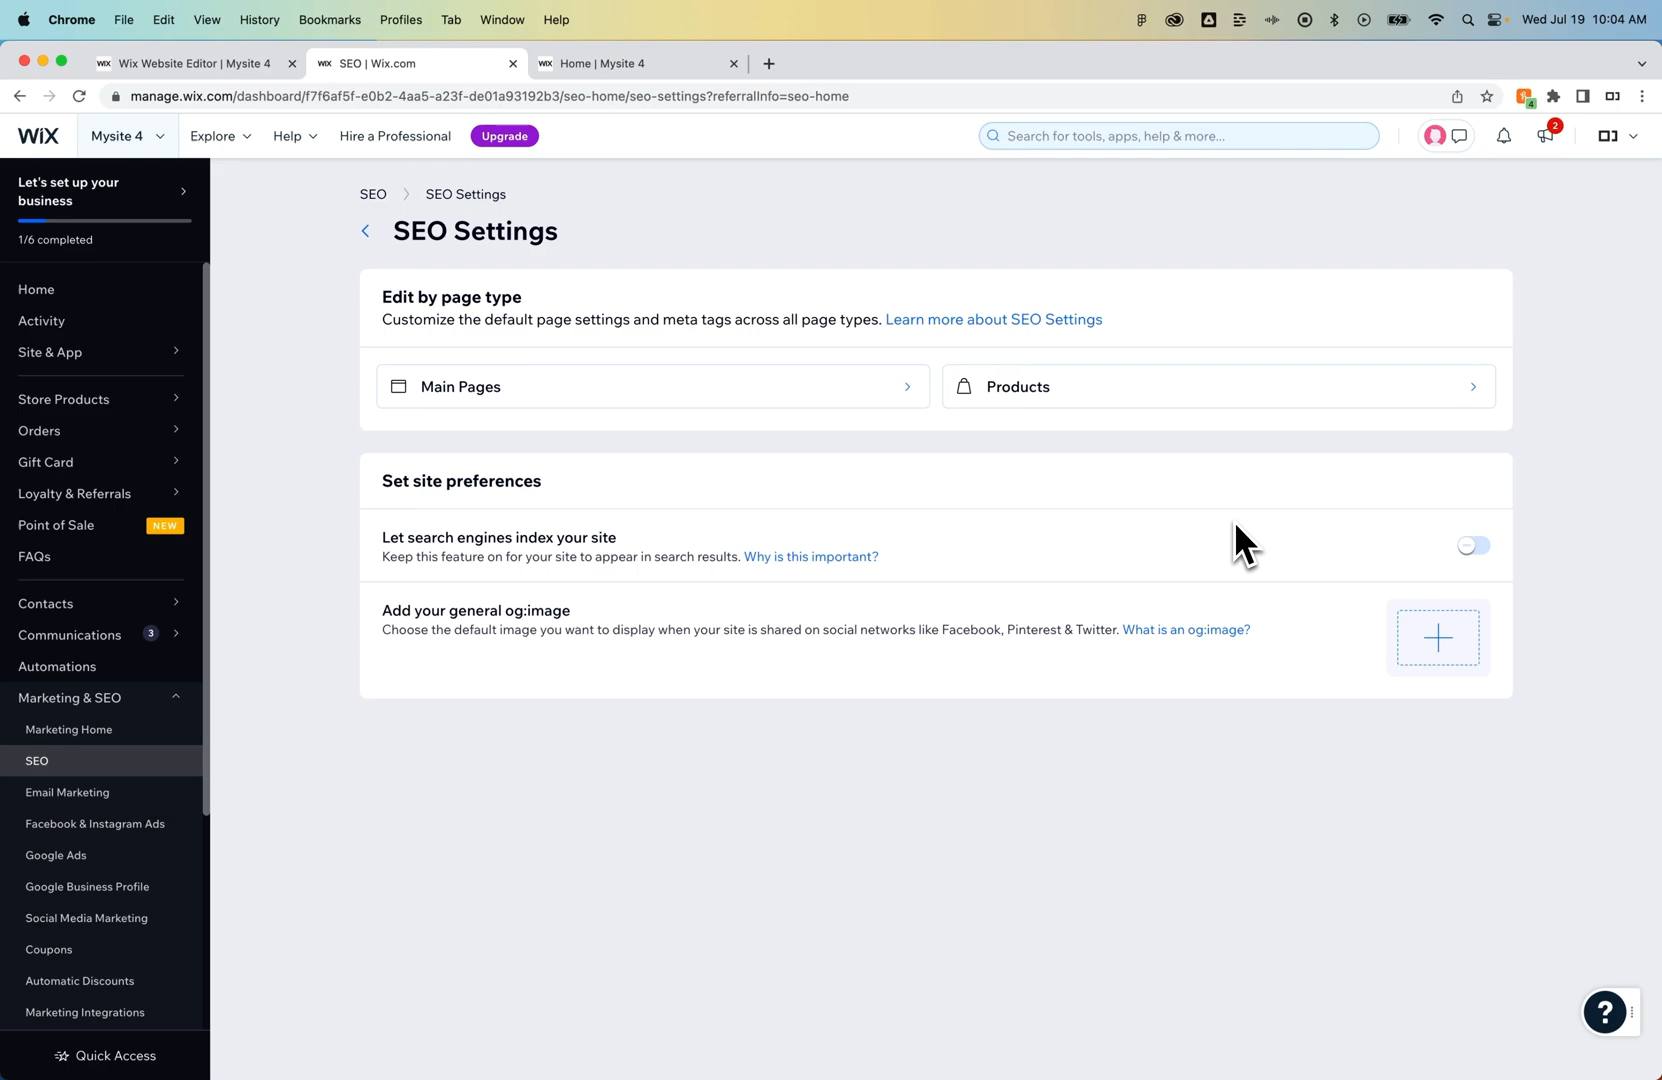 Chrome File Edit View History Bookmarks Profiles Tab Window Help Wed Jul 19 10:04 AM
WIX Wix Website Editor | Mysite 4 WIX SEO | Wix.com WIX Home | Mysite 4
manage.wix.com/dashboard/f7f6af5f-e0b2-4aa5-a23f-de01a93192b3/seo-home/seo-settings?referralInfo=seo-home 4
WiX Mysite 4 Explore Help Hire a Professional Upgrade Search for tools, apps, help & more... 2
Let's set up your
business
1/6 completed
Home
Activity
Site & App
Store Products
Orders
Gift Card
Loyalty & Referrals
Point of Sale NEW
FAQs
Contacts
Communications 3
Automations
Marketing & SEO
Marketing Home
SEO
Email Marketing
Facebook & Instagram Ads
Google Ads
Google Business Profile
Social Media Marketing
Coupons
Automatic Discounts
Marketing Integrations
Quick Access
SEO > SEO Settings
SEO Settings
Edit by page type
Customize the default page settings and meta tags across all page types. Learn more about SEO Settings
Main Pages
Products
Set site preferences
Let search engines index your site
Keep this feature on for your site to appear in search results. Why is this important?
Add your general og:image
Choose the default image you want to display when your site is shared on social networks like Facebook, Pinterest & Twitter. What is an og:image?
?